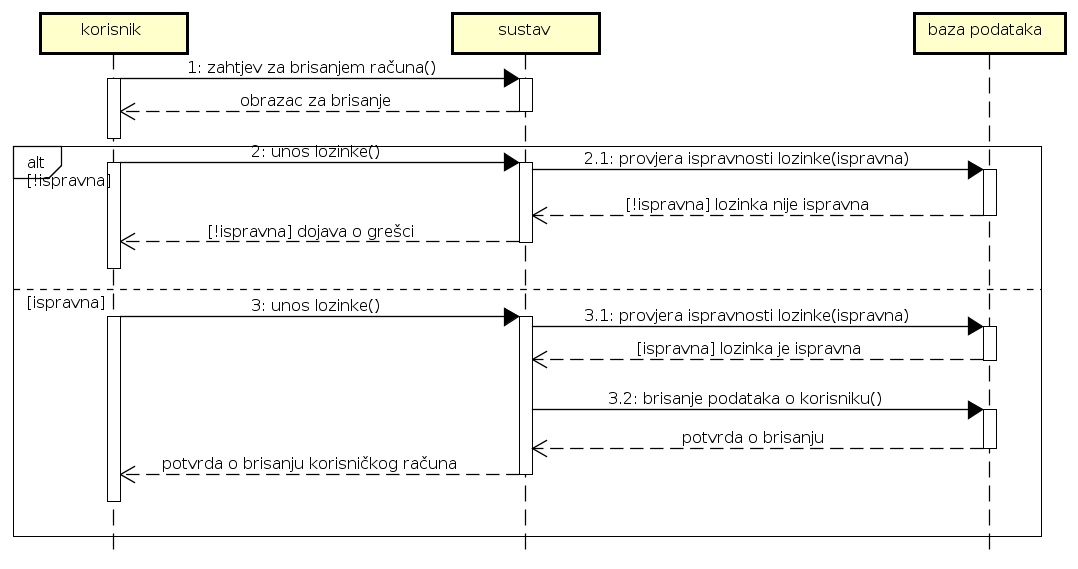 korisnik
sustav
baza podataka
1: zahtjev za brisanjem računa()
obrazac za brisanje
alt
[!ispravna]
2: unos lozinke()
2.1: provjera ispravnosti lozinke(ispravna)
[!ispravna] lozinka nije ispravna
[!ispravna] dojava o grešci
[ispravna]
3: unos lozinke()
3.1: provjera ispravnosti lozinke(ispravna)
[ispravna] lozinka je ispravna
3.2: brisanje podataka o korisniku()
potvrda o brisanju
potvrda o brisanju korisničkog računa